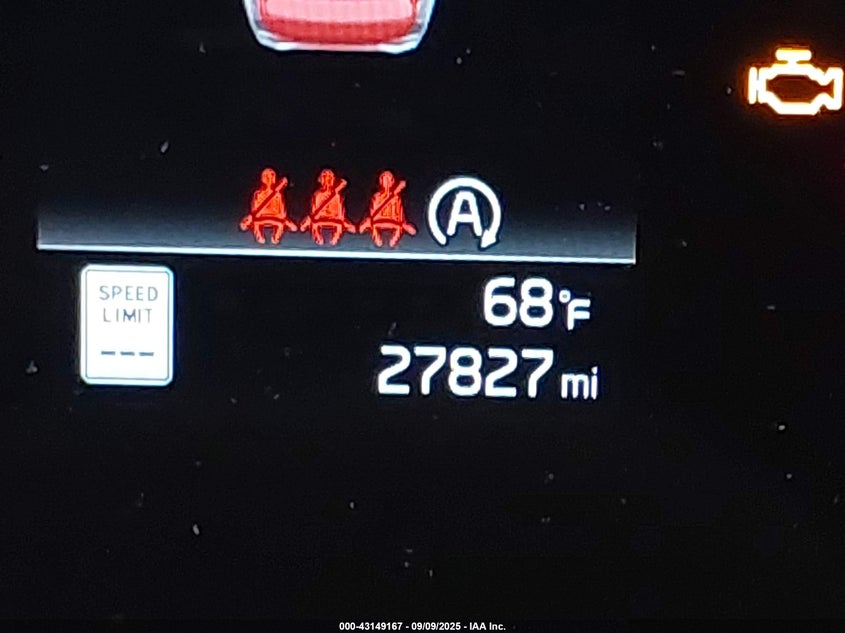 A
SPEED
LIMIT
---
68°F
27827 mi
000-43149167 - 09/09/2025 - IAA Inc.